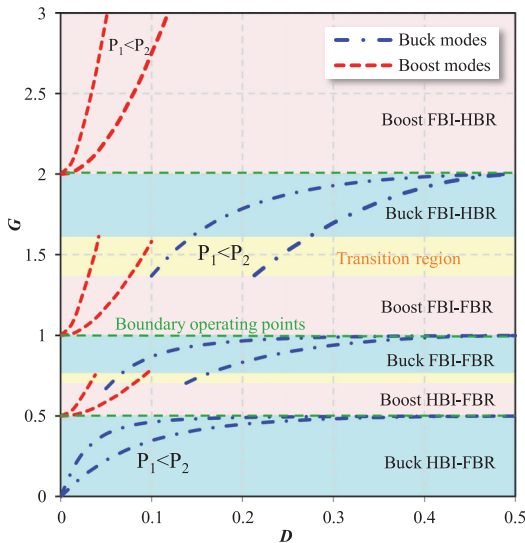 3
2.5
2
1.5
1
0.5
0
G
P1<P2
Buck modes
Boost modes
Boost FBI-HBR
Buck FBI-HBR
P1<P2
Transition region
Boost FBI-FBR
Boundary operating points
Buck FBI-FBR
Boost HBI-FBR
P1<P2
Buck HBI-FBR
0 0.1 0.2 0.3 0.4 0.5
D